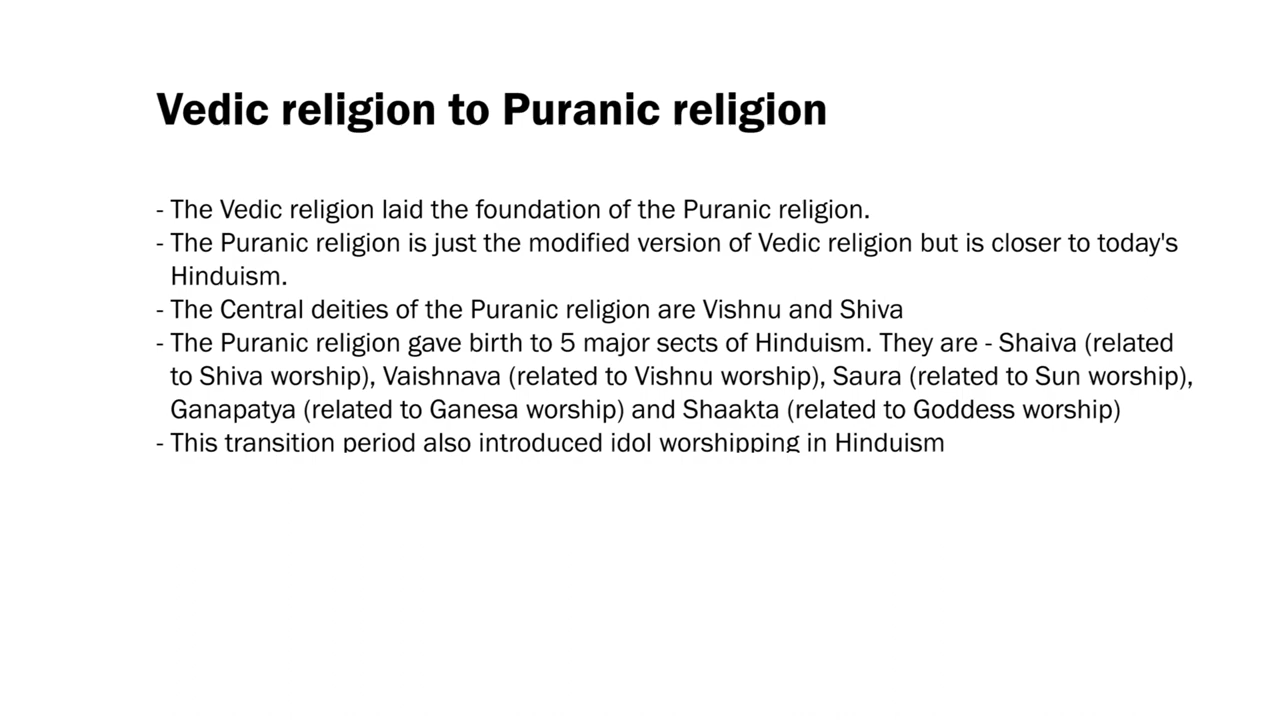 Vedic religion to Puranic religion
- The Vedic religion laid the foundation of the Puranic religion.
- The Puranic religion is just the modified version of Vedic religion but is closer to today's
Hinduism.
- The Central deities of the Puranic religion are Vishnu and Shiva
- The Puranic religion gave birth to 5 major sects of Hinduism. They are - Shaiva (related
to Shiva worship), Vaishnava (related to Vishnu worship), Saura (related to Sun worship),
Ganapatya (related to Ganesa worship) and Shaakta (related to Goddess worship)
- This transition period also introduced idol worshipping in Hinduism